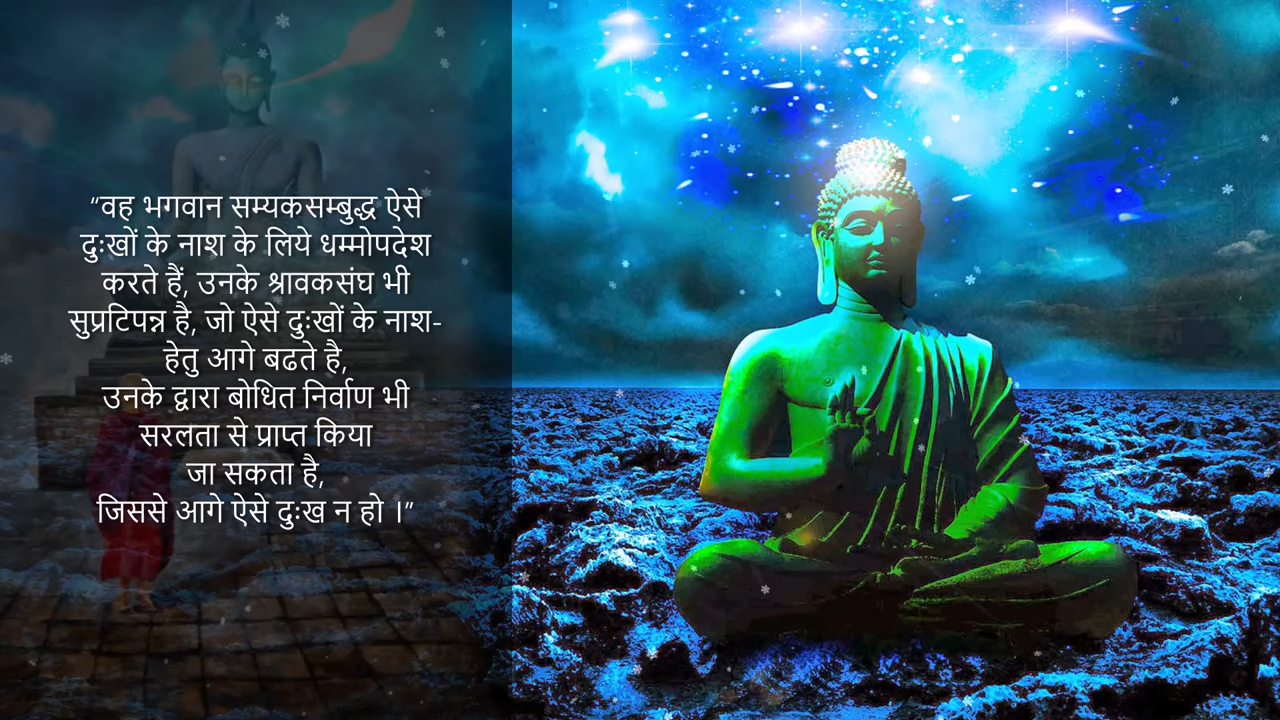 “वह भगवान सम्यकसम्बुद्ध ऐसे
दुःखों के नाश के लिये धम्मोपदेश
करते हैं, उनके श्रावकसंघ भी
सुप्रटिपन्न है, जो ऐसे दुःखों के नाश-
हेतु आगे बढते है,
उनके द्वारा बोधित निर्वाण भी
सरलता से प्राप्त किया
जा सकता है,
जिससे आगे ऐसे दुःख न हो ।”